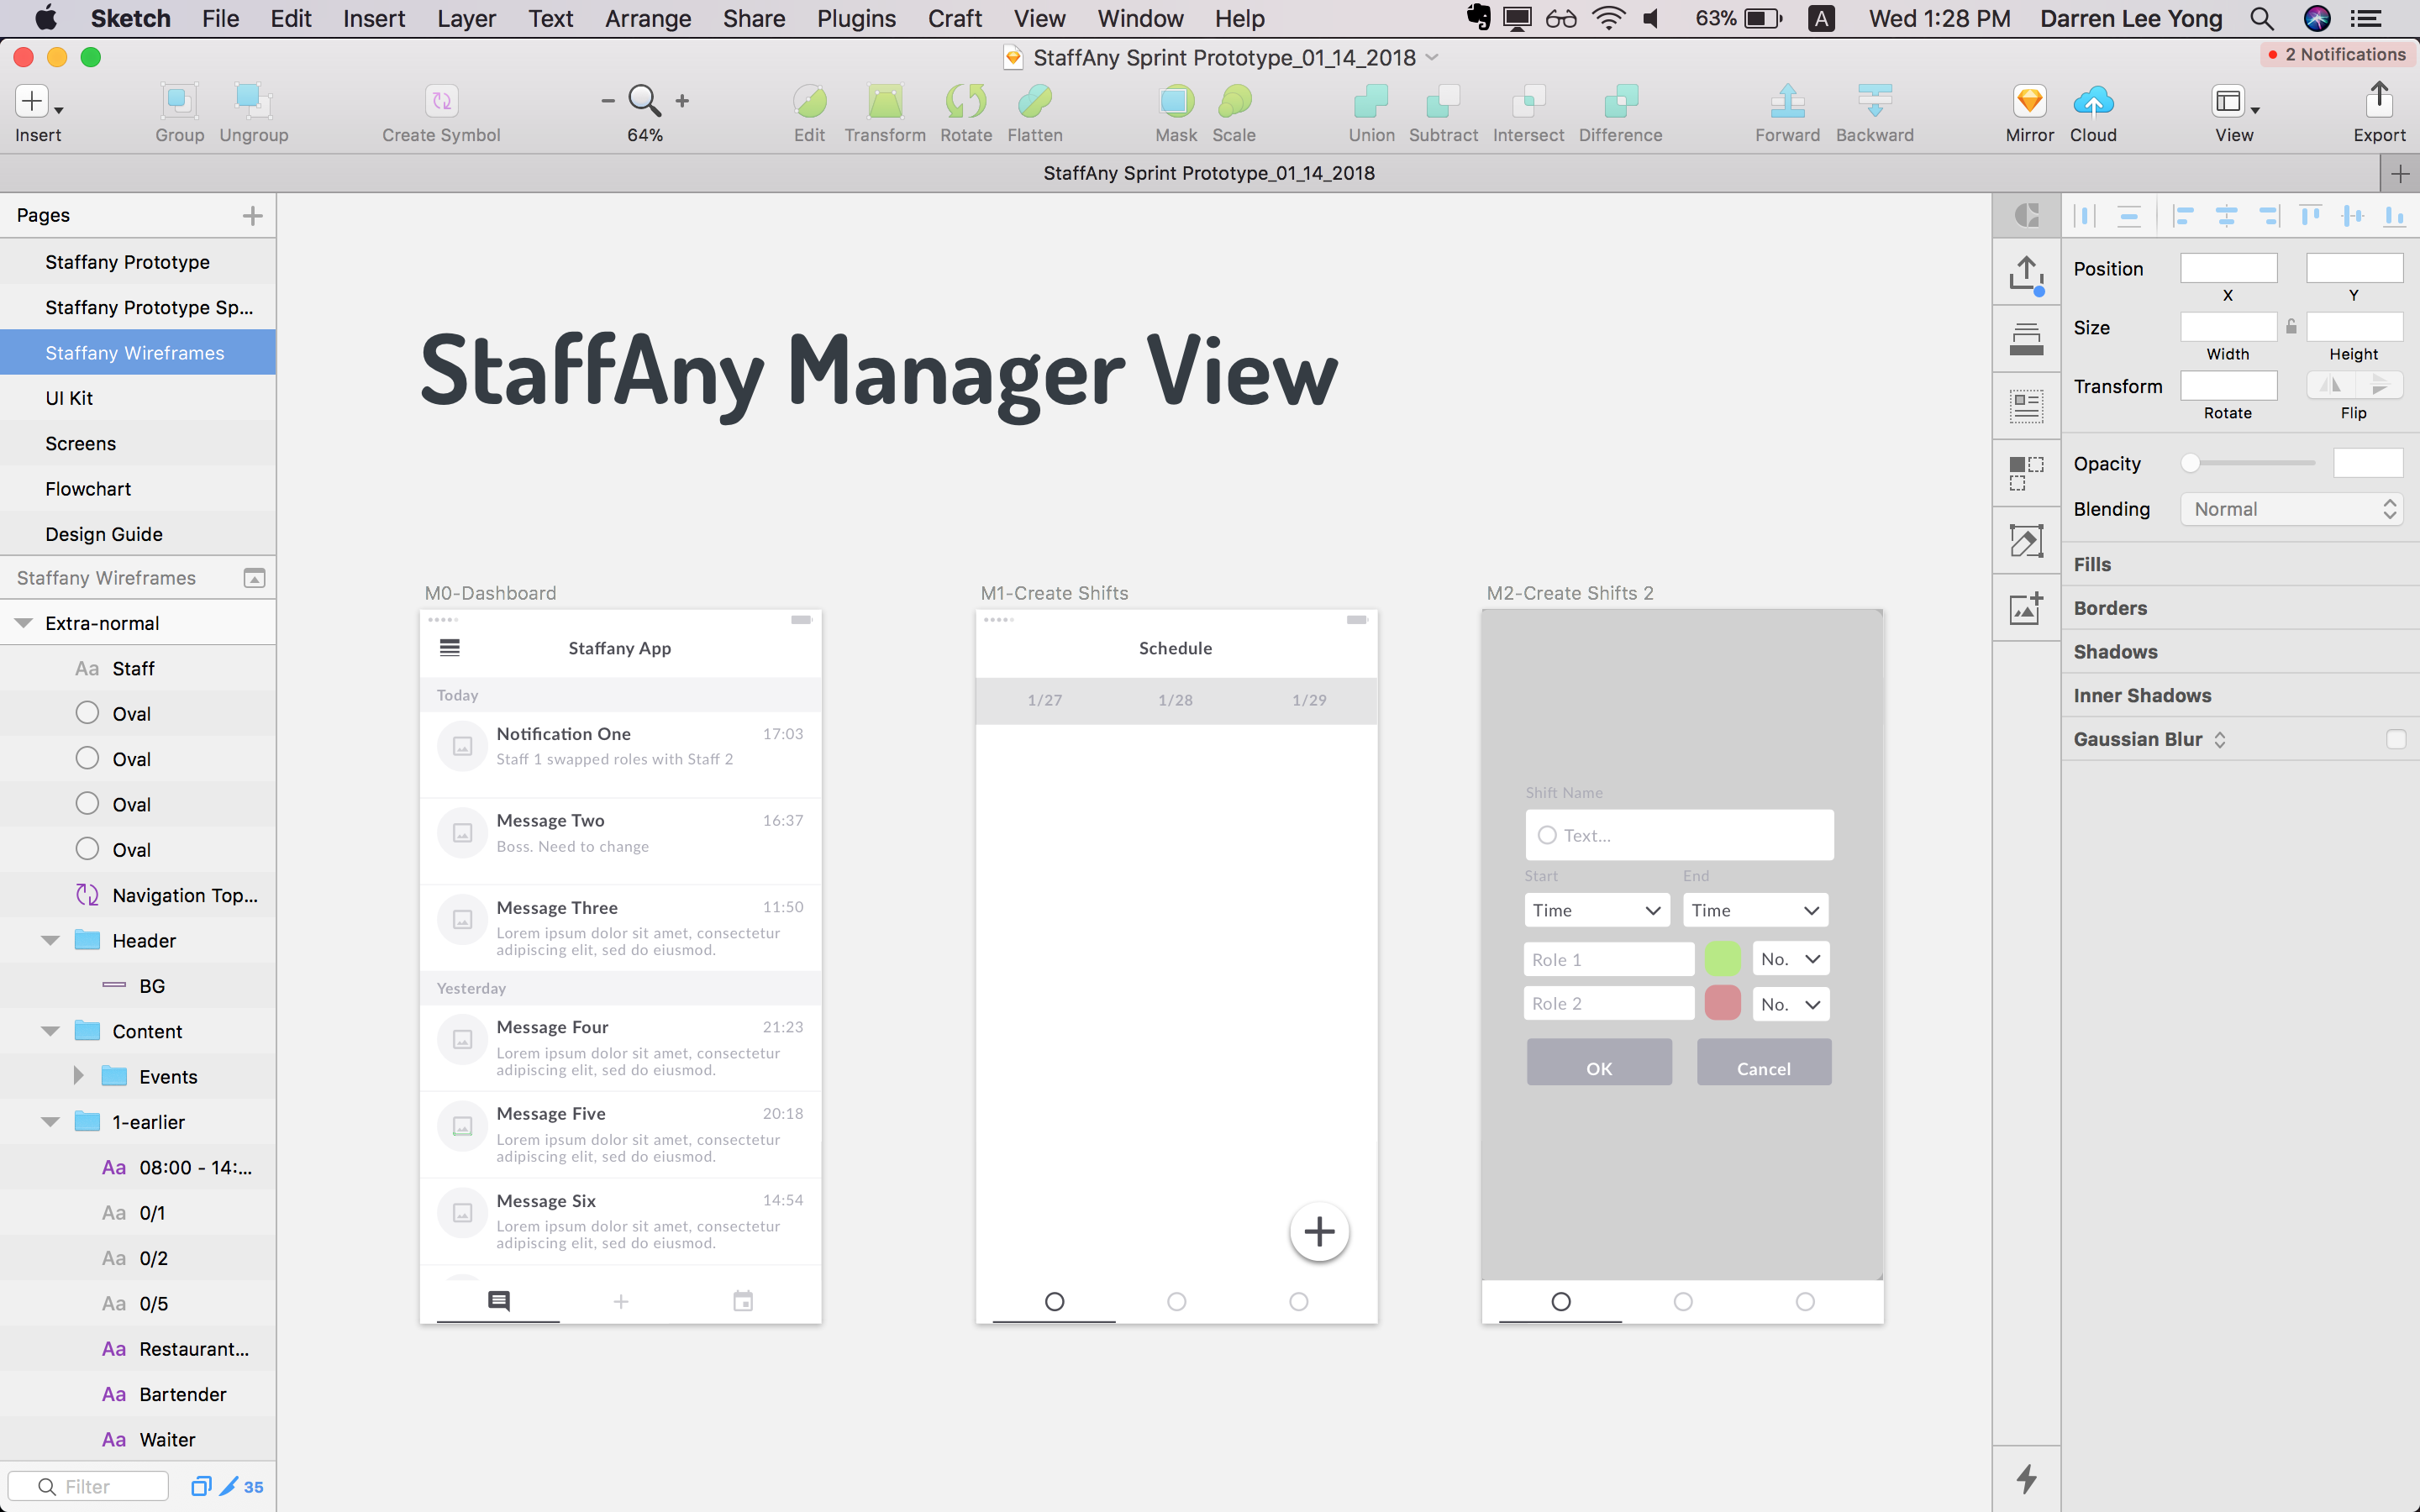 Sketch File Edit Insert Layer Text Arrange Share Plugins Craft View Window Help 63% A Wed 1:28 PM Darren Lee Yong
StaffAny Sprint Prototype_01_14_2018
2 Notifications
Insert Group Ungroup Create Symbol 64% Edit Transform Rotate Flatten Mask Scale Union Subtract Intersect Difference Forward Backward Mirror Cloud View Export
StaffAny Sprint Prototype_01_14_2018
Pages
Staffany Prototype
Staffany Prototype Sp...
Staffany Wireframes
UI Kit
Screens
Flowchart
Design Guide
Staffany Wireframes
Extra-normal
Aa Staff
Oval
Oval
Oval
Oval
Navigation Top...
Header
BG
Content
Events
1-earlier
Aa 08:00 - 14:...
Aa 0/1
Aa 0/2
Aa 0/5
Aa Restaurant...
Aa Bartender
Aa Waiter
Filter 35
StaffAny Manager View
M0-Dashboard
Staffany App
Today
Notification One 17:03
Staff 1 swapped roles with Staff 2
Message Two 16:37
Boss. Need to change
Message Three 11:50
Lorem ipsum dolor sit amet, consectetur
adipiscing elit, sed do eiusmod.
Yesterday
Message Four 21:23
Lorem ipsum dolor sit amet, consectetur
adipiscing elit, sed do eiusmod.
Message Five 20:18
Lorem ipsum dolor sit amet, consectetur
adipiscing elit, sed do eiusmod.
Message Six 14:54
Lorem ipsum dolor sit amet, consectetur
adipiscing elit, sed do eiusmod.
M1-Create Shifts
Schedule
1/27 1/28 1/29
M2-Create Shifts 2
Shift Name
Text...
Start End
Time Time
Role 1 No.
Role 2 No.
OK Cancel
Position
X Y
Size
Width Height
Transform
Rotate Flip
Opacity
Blending Normal
Fills
Borders
Shadows
Inner Shadows
Gaussian Blur